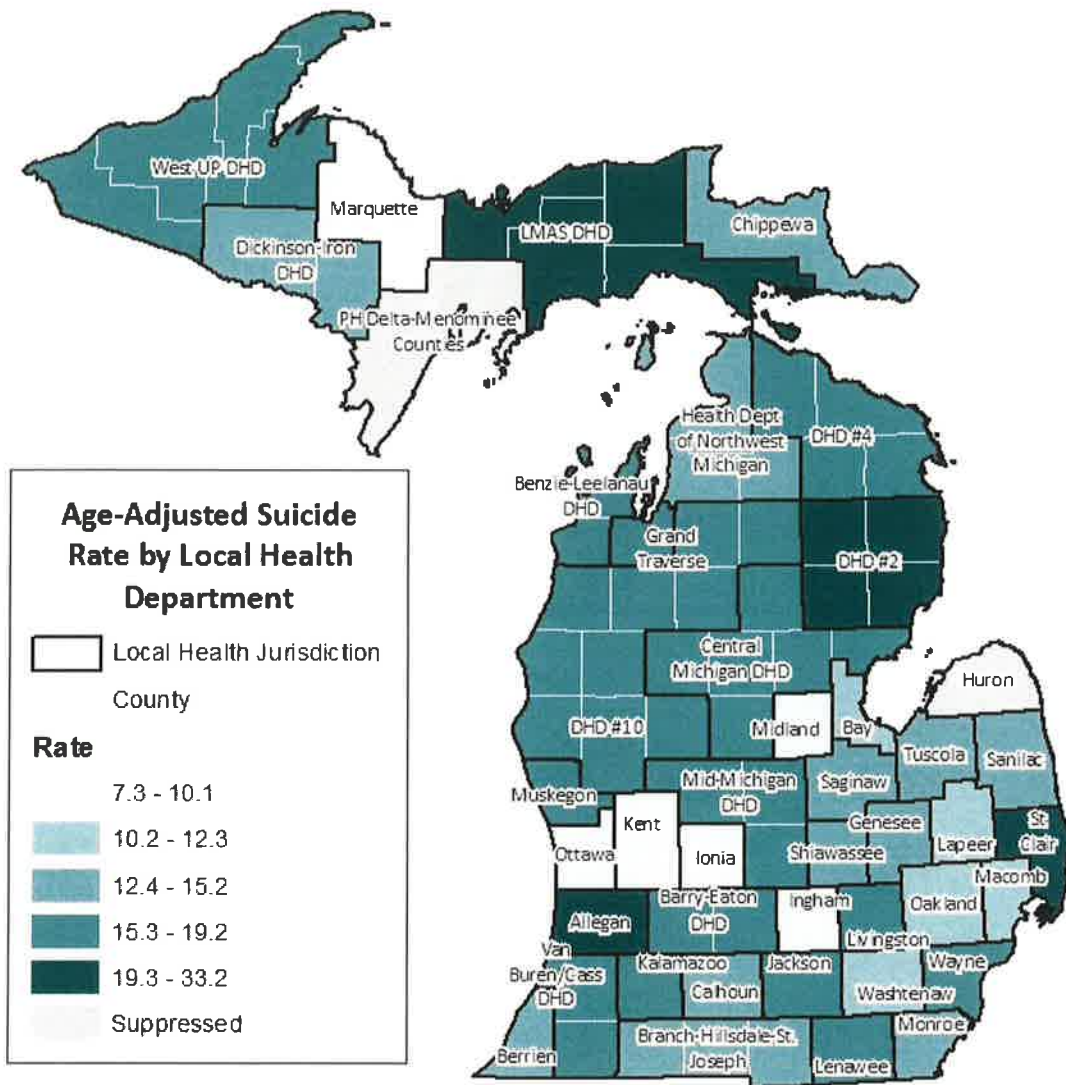 West UP DHD
Marquette
LMAS DHD
Chippewa
Dickinson-Iron
DHD
PH Delta-Menominee
Counties
Health Dept
of Northwest
Michigan
DHD #4
Benzie-Leelanau
DHD
Grand
Traverse
DHD #2
Central
Michigan DHD
Huron
DHD #10
Midland
Bay
Tuscola
Sanilac
Muskegon
Mid-Michigan
DHD
Saginaw
Kent
Genesee
St
Clair
Ottawa
Ionia
Shiawassee
Lapeer
Macomb
Allegan
Barry-Eaton
DHD
Ingham
Oakland
Livingston
Van
Buren/Cass
DHD
Kalamazoo
Jackson
Wayne
Calhoun
Washtenaw
Berrien
Branch-Hillsdale-St.
Joseph
Lenawee
Monroe
Age-Adjusted Suicide
Rate by Local Health
Department
Local Health Jurisdiction
County
Rate
7.3 - 10.1
10.2 - 12.3
12.4 - 15.2
15.3 - 19.2
19.3 - 33.2
Suppressed